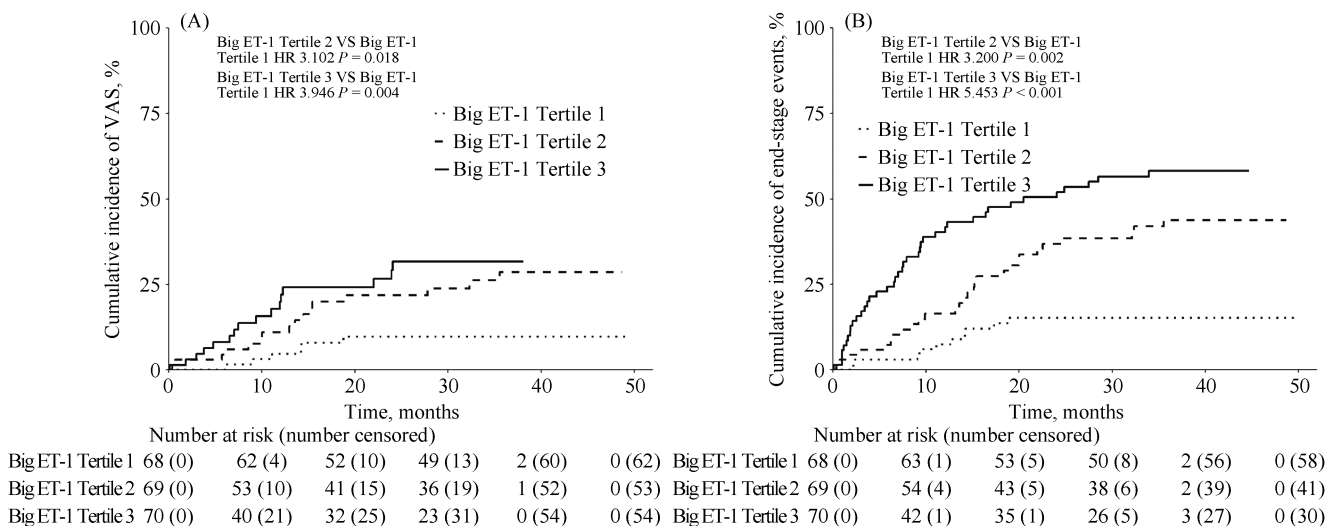 (A)
Cumulative incidence of VAS, %
100
75
50
25
0
Big ET-1 Tertile 2 VS Big ET-1
Tertile 1 HR 3.102 P = 0.018
Big ET-1 Tertile 3 VS Big ET-1
Tertile 1 HR 3.946 P = 0.004
Big ET-1 Tertile 1
Big ET-1 Tertile 2
Big ET-1 Tertile 3
0 10 20 30 40 50
Time, months
Number at risk (number censored)
Big ET-1 Tertile 1 68 (0) 62 (4) 52 (10) 49 (13) 2 (60) 0 (62)
Big ET-1 Tertile 2 69 (0) 53 (10) 41 (15) 36 (19) 1 (52) 0 (53)
Big ET-1 Tertile 3 70 (0) 40 (21) 32 (25) 23 (31) 0 (54) 0 (54)
(B)
Cumulative incidence of end-stage events, %
100
75
50
25
0
Big ET-1 Tertile 2 VS Big ET-1
Tertile 1 HR 3.200 P = 0.002
Big ET-1 Tertile 3 VS Big ET-1
Tertile 1 HR 5.453 P < 0.001
Big ET-1 Tertile 1
Big ET-1 Tertile 2
Big ET-1 Tertile 3
0 10 20 30 40 50
Time, months
Number at risk (number censored)
Big ET-1 Tertile 1 68 (0) 63 (1) 53 (5) 50 (8) 2 (56) 0 (58)
Big ET-1 Tertile 2 69 (0) 54 (4) 43 (5) 38 (6) 2 (39) 0 (41)
Big ET-1 Tertile 3 70 (0) 42 (1) 35 (1) 26 (5) 3 (27) 0 (30)